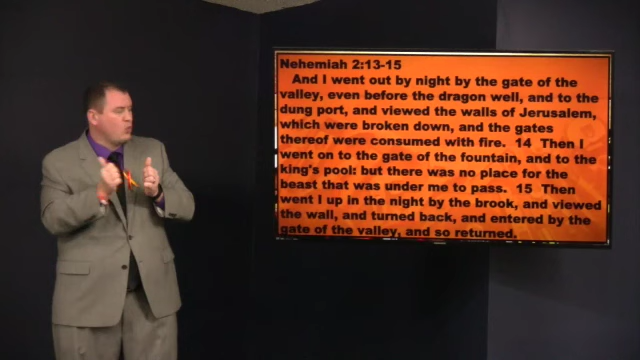 Nehemiah 2:13-15
And I went out by night by the gate of the
valley, even before the dragon well, and to the
dung port, and viewed the walls of Jerusalem,
which were broken down, and the gates
thereof were consumed with fire. 14 Then I
went on to the gate of the fountain, and to the
king's pool: but there was no place for the
beast that was under me to pass. 15 Then
went I up in the night by the brook, and viewed
the wall, and turned back, and entered by the
gate of the valley, and so returned.